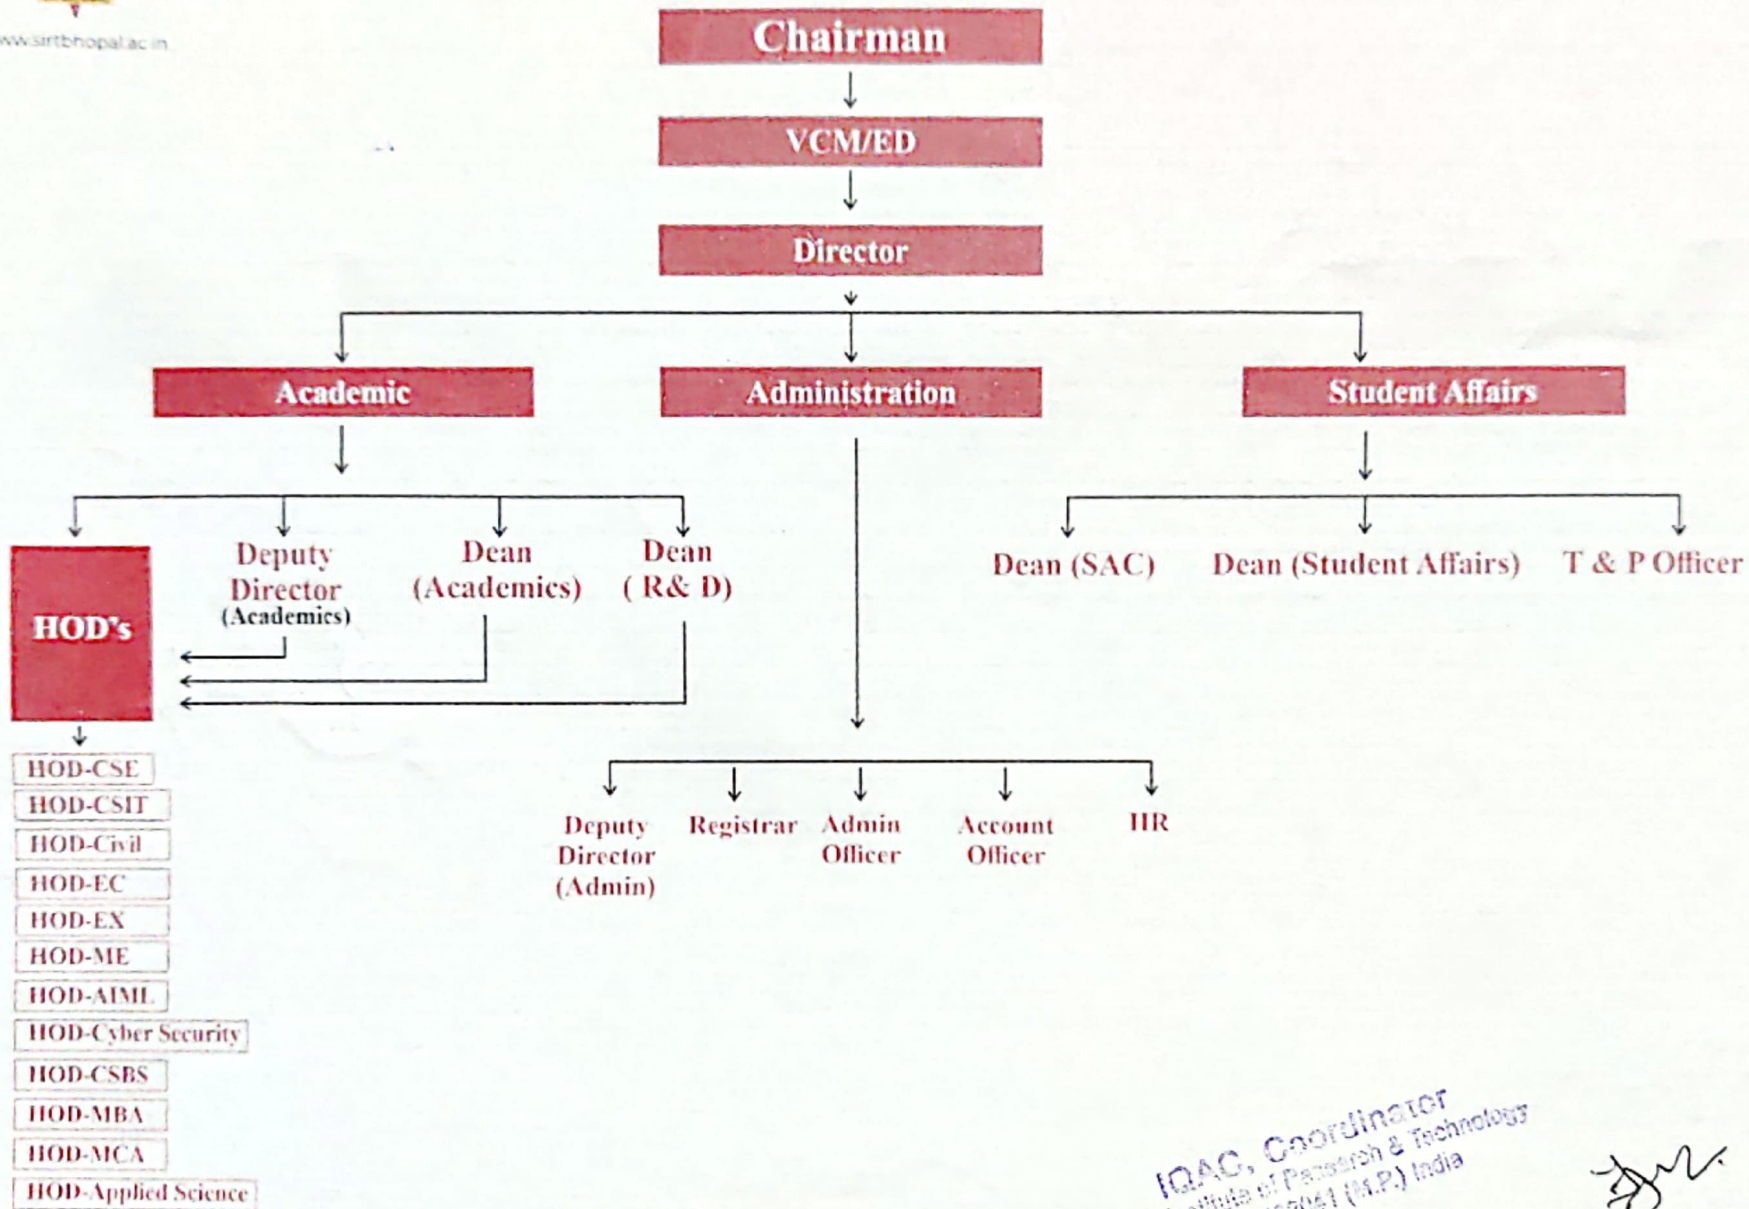 www.sirtbhopal.ac.in
Chairman
VCM/ED
Director
Academic
Administration
Student Affairs
HOD's
Deputy
Director
(Academics)
Dean
(Academics)
Dean
( R& D)
Dean (SAC)
Dean (Student Affairs)
T & P Officer
HOD-CSE
HOD-CSIT
HOD-Civil
HOD-EC
HOD-EX
HOD-ME
HOD-AIML
HOD-Cyber Security
HOD-CSBS
HOD-MBA
HOD-MCA
HOD-Applied Science
Deputy
Director
(Admin)
Registrar
Admin
Officer
Account
Officer
HR
IQAC, Coordinator
of Research & Technology
(M.P.) India